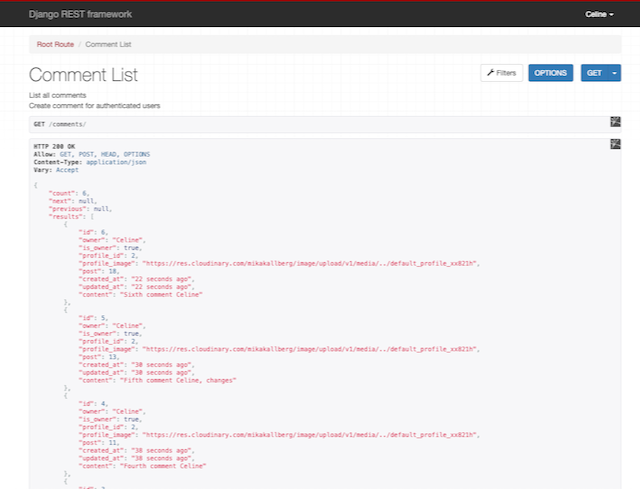 Django REST framework
Celine
Root Route / Comment List
Comment List
Filters
OPTIONS
GET
List all comments
Create comment for authenticated users
GET /comments/
HTTP 200 OK
Allow: GET, POST, HEAD, OPTIONS
Content-Type: application/json
Vary: Accept
{
"count": 6,
"next": null,
"previous": null,
"results": [
{
"id": 6,
"owner": "Celine",
"is_owner": true,
"profile_id": 2,
"profile_image": "https://res.cloudinary.com/mikakallberg/image/upload/v1/media/../default_profile_xx821h",
"post": 18,
"created_at": "22 seconds ago",
"updated_at": "22 seconds ago",
"content": "Sixth comment Celine"
},
{
"id": 5,
"owner": "Celine",
"is_owner": true,
"profile_id": 2,
"profile_image": "https://res.cloudinary.com/mikakallberg/image/upload/v1/media/../default_profile_xx821h",
"post": 13,
"created_at": "30 seconds ago",
"updated_at": "30 seconds ago",
"content": "Fifth comment Celine, changes"
},
{
"id": 4,
"owner": "Celine",
"is_owner": true,
"profile_id": 2,
"profile_image": "https://res.cloudinary.com/mikakallberg/image/upload/v1/media/../default_profile_xx821h",
"post": 11,
"created_at": "38 seconds ago",
"updated_at": "38 seconds ago",
"content": "Fourth comment Celine"
},
{